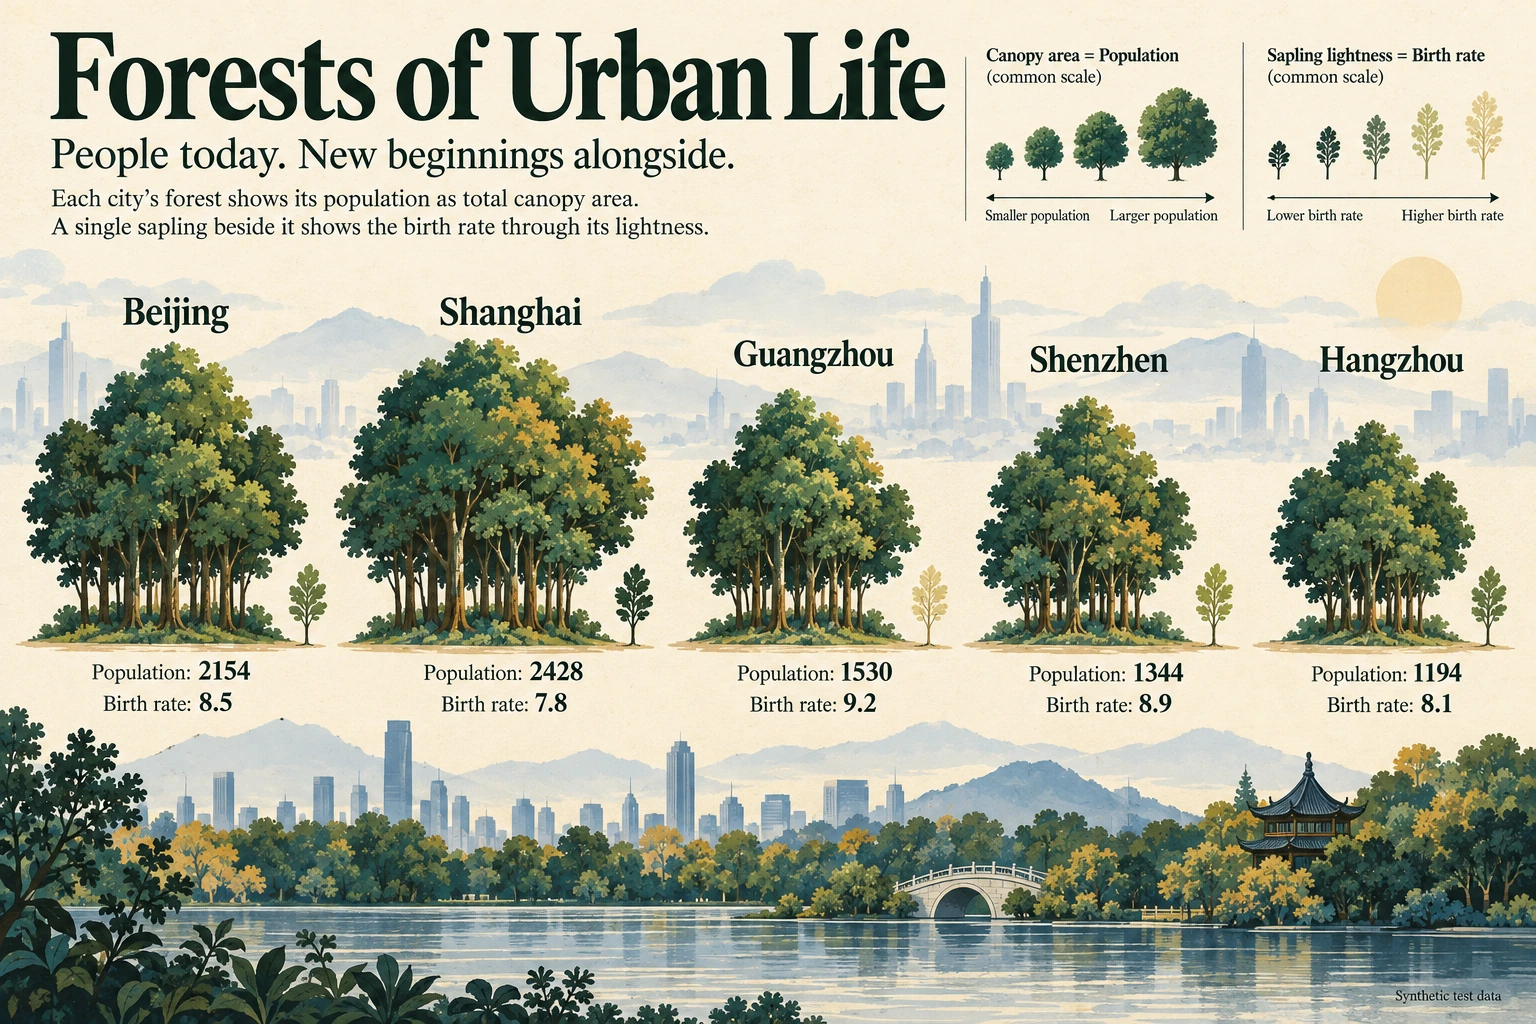 Forests of Urban Life
People today. New beginnings alongside.
Each city's forest shows its population as total canopy area.
A single sapling beside it shows the birth rate through its lightness.
Canopy area = Population
(common scale)
Smaller population
Larger population
Sapling lightness = Birth rate
(common scale)
Lower birth rate
Higher birth rate
Beijing
Population: 2154
Birth rate: 8.5
Shanghai
Population: 2428
Birth rate: 7.8
Guangzhou
Population: 1530
Birth rate: 9.2
Shenzhen
Population: 1344
Birth rate: 8.9
Hangzhou
Population: 1194
Birth rate: 8.1
Synthetic test data